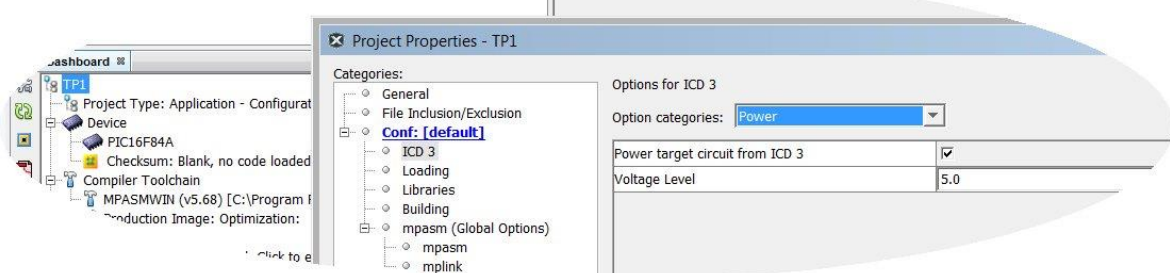 Dashboard
TP1
Project Type: Application - Configurat
Device
PIC16F84A
Checksum: Blank, no code loaded
Compiler Toolchain
MPASMWIN (v5.68) [C:\Program F
Production Image: Optimization:
Click to e
Project Properties - TP1
Categories:
General
File Inclusion/Exclusion
Conf: [default]
ICD 3
Loading
Libraries
Building
mpasm (Global Options)
mpasm
mplink
Options for ICD 3
Option categories: Power
Power target circuit from ICD 3
Voltage Level 5.0